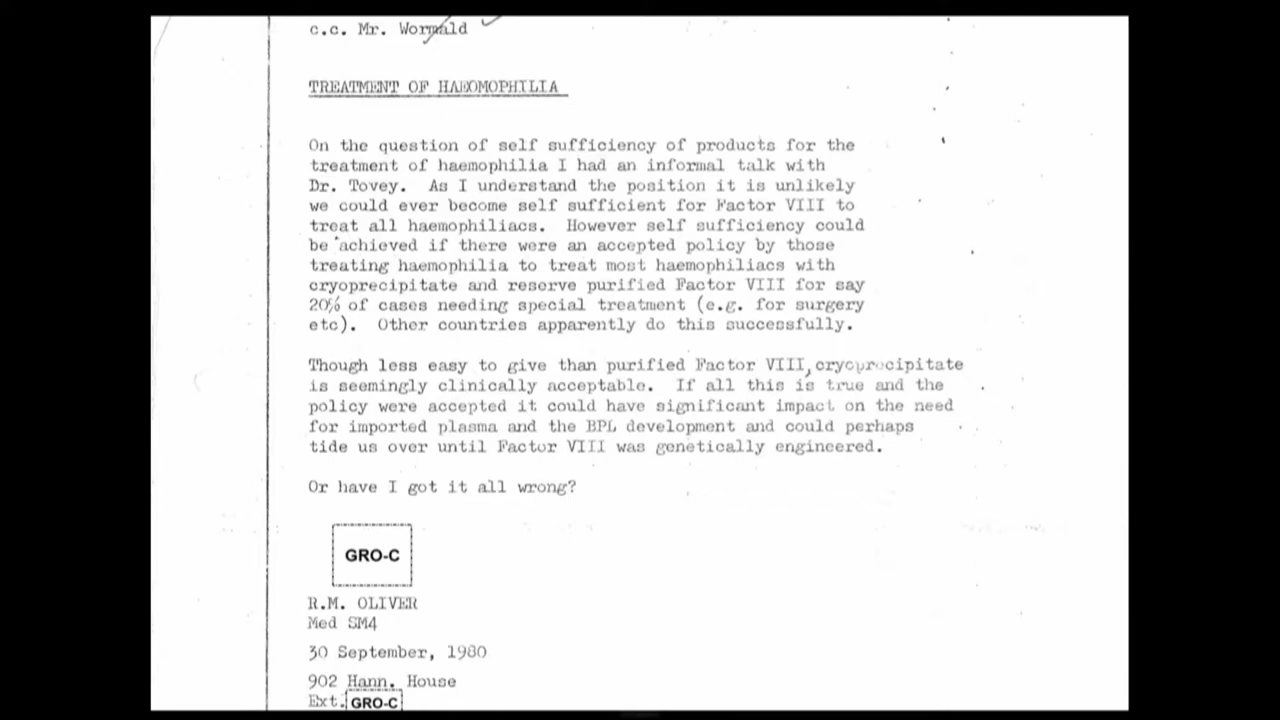 c.c. Mr. Wormald
TREATMENT OF HAEOMOPHILIA
On the question of self sufficiency of products for the
treatment of haemophilia I had an informal talk with
Dr. Tovey. As I understand the position it is unlikely
we could ever become self sufficient for Factor VIII to
treat all haemophiliacs. However self sufficiency could
be achieved if there were an accepted policy by those
treating haemophilia to treat most haemophiliacs with
cryoprecipitate and reserve purified Factor VIII for say
20% of cases needing special treatment (e.g. for surgery
etc). Other countries apparently do this successfully.
Though less easy to give than purified Factor VIII, cryoprecipitate
is seemingly clinically acceptable. If all this is true and the
policy were accepted it could have significant impact on the need
for imported plasma and the BPL development and could perhaps
tide us over until Factor VIII was genetically engineered.
Or have I got it all wrong?
GRO-C
R.M. OLIVER
Med SM4
30 September, 1980
902 Hann. House
Ext. GRO-C